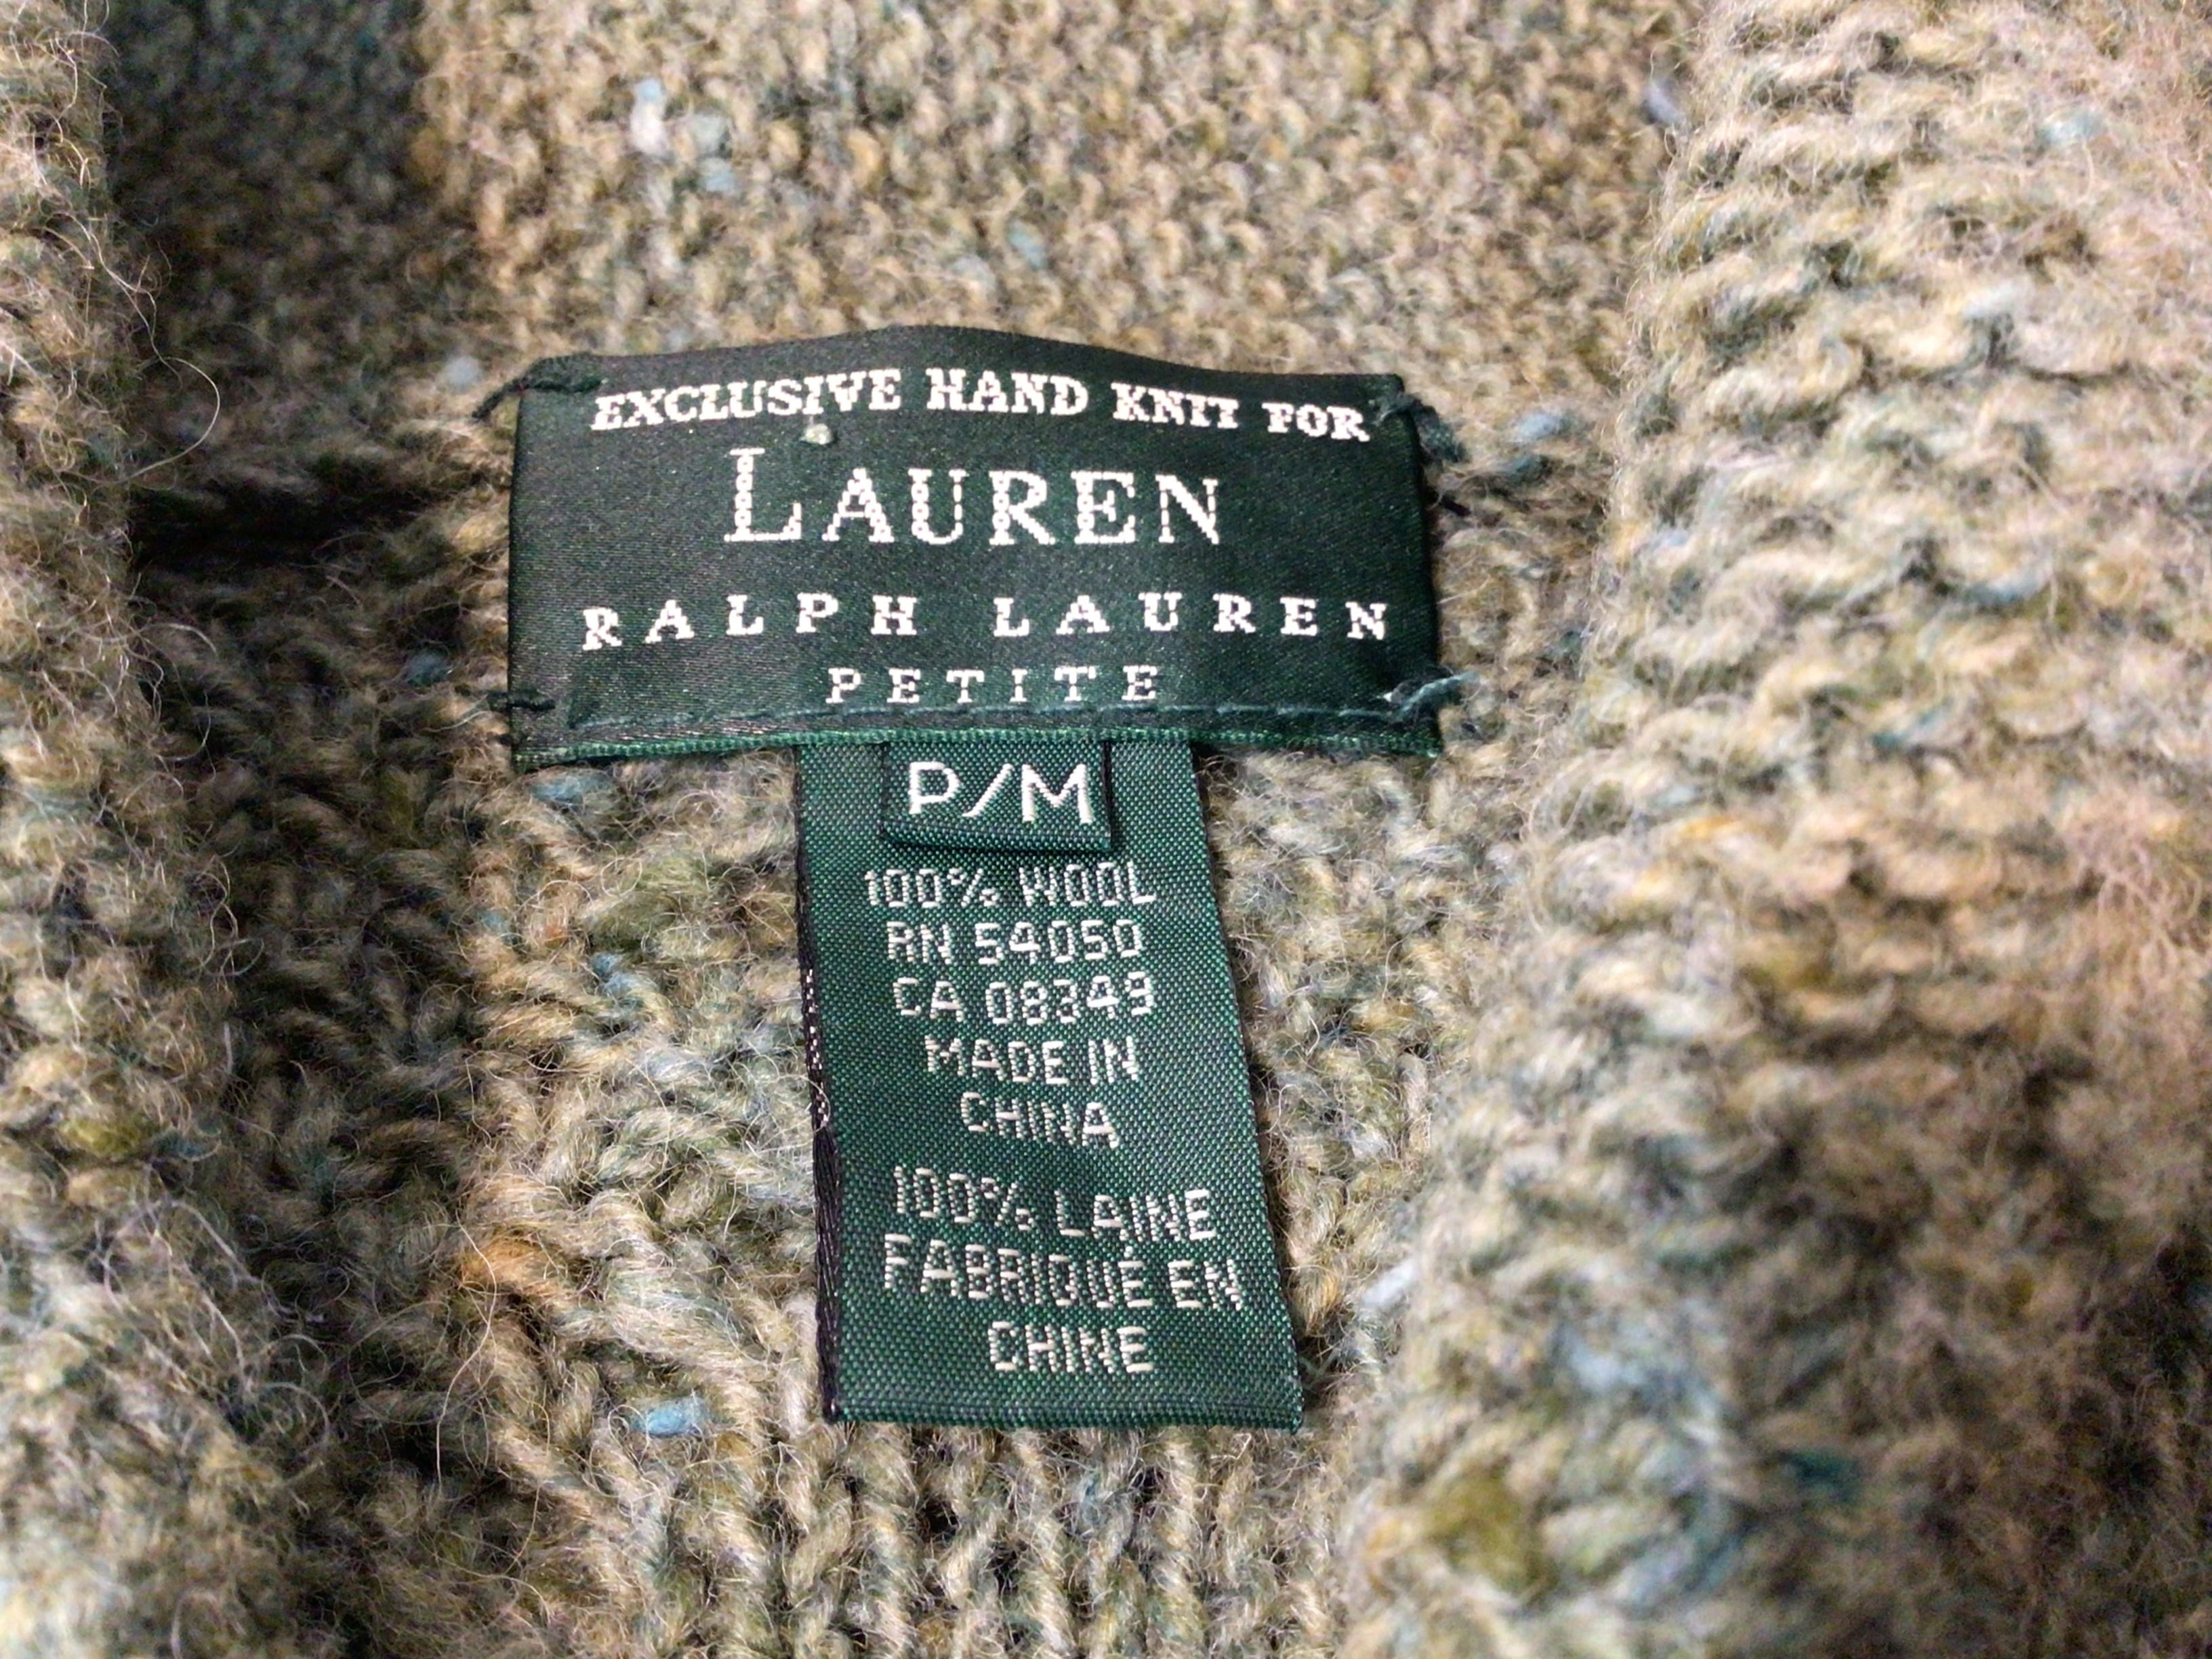 EXCLUSIVE HAND KNIT FOR
LAUREN
RALPH LAUREN
PETITE
P/M
100% WOOL
RN 54050
CA 08349
MADE IN
CHINA
100% LAINE
FABRIQUÉ EN
CHINE